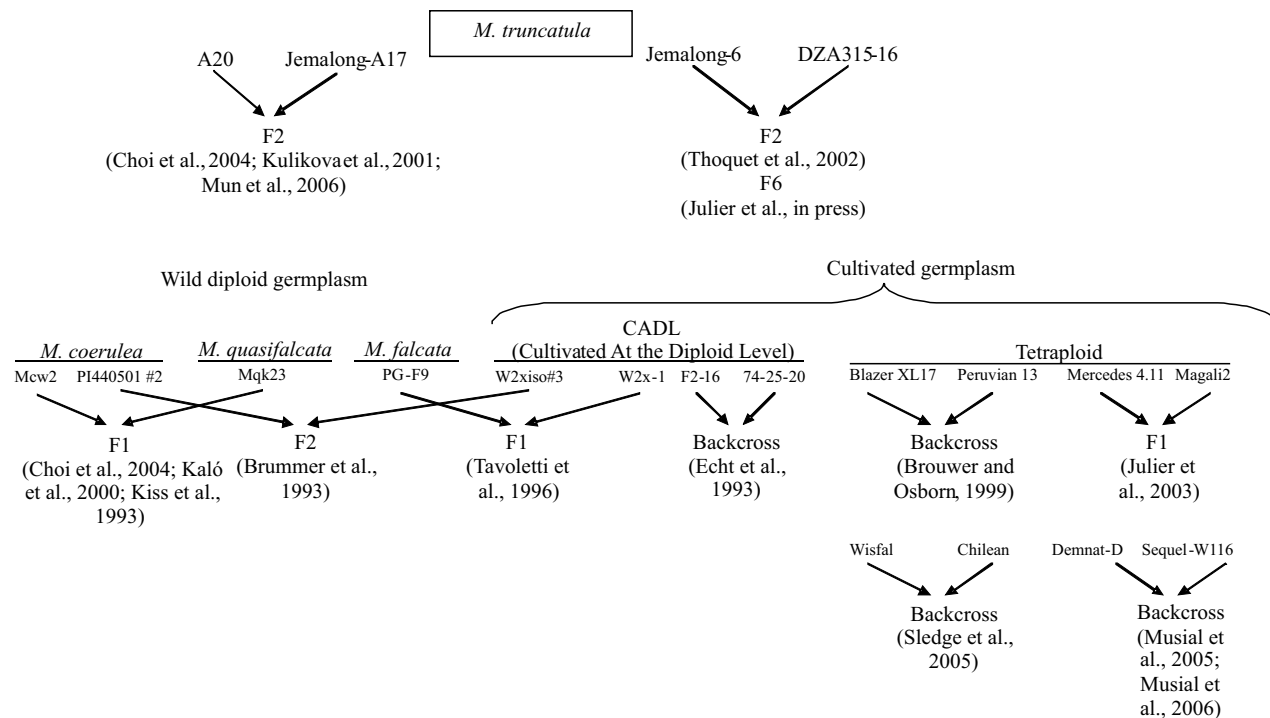 M. truncatula
A20 Jemalong-A17
Jemalong-6 DZA315-16
F2
(Choi et al., 2004; Kulikova et al., 2001;
Mun et al., 2006)
F2
(Thoquet et al., 2002)
F6
(Julier et al., in press)
Wild diploid germplasm
Cultivated germplasm
M. coerulea
Mcw2 PI440501 #2
M. quasifalcata
Mqk23
M. falcata
PG-F9
CADL
(Cultivated At the Diploid Level)
W2xiso#3 W2x-1 F2-16 74-25-20
Tetraploid
Blazer XL17 Peruvian 13 Mercedes 4.11 Magali2
F1
(Choi et al., 2004; Kaló
et al., 2000; Kiss et al.,
1993)
F2
(Brummer et al.,
1993)
F1
(Tavoletti et
al., 1996)
Backcross
(Echt et al.,
1993)
Backcross
(Brouwer and
Osborn, 1999)
F1
(Julier et
al., 2003)
Wisfal Chilean
Demnat-D Sequel-W116
Backcross
(Sledge et al.,
2005)
Backcross
(Musial et
al., 2005;
Musial et
al., 2006)